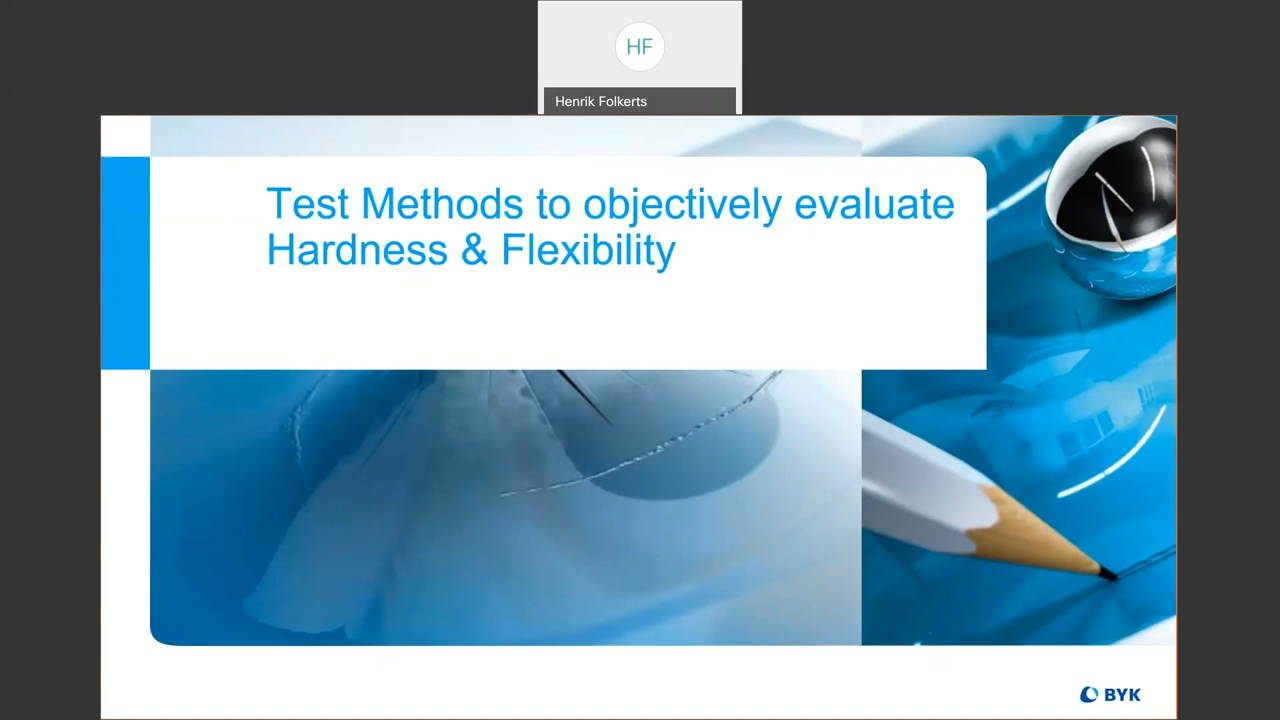 HF
Henrik Folkerts
Test Methods to objectively evaluate
Hardness & Flexibility
BYK